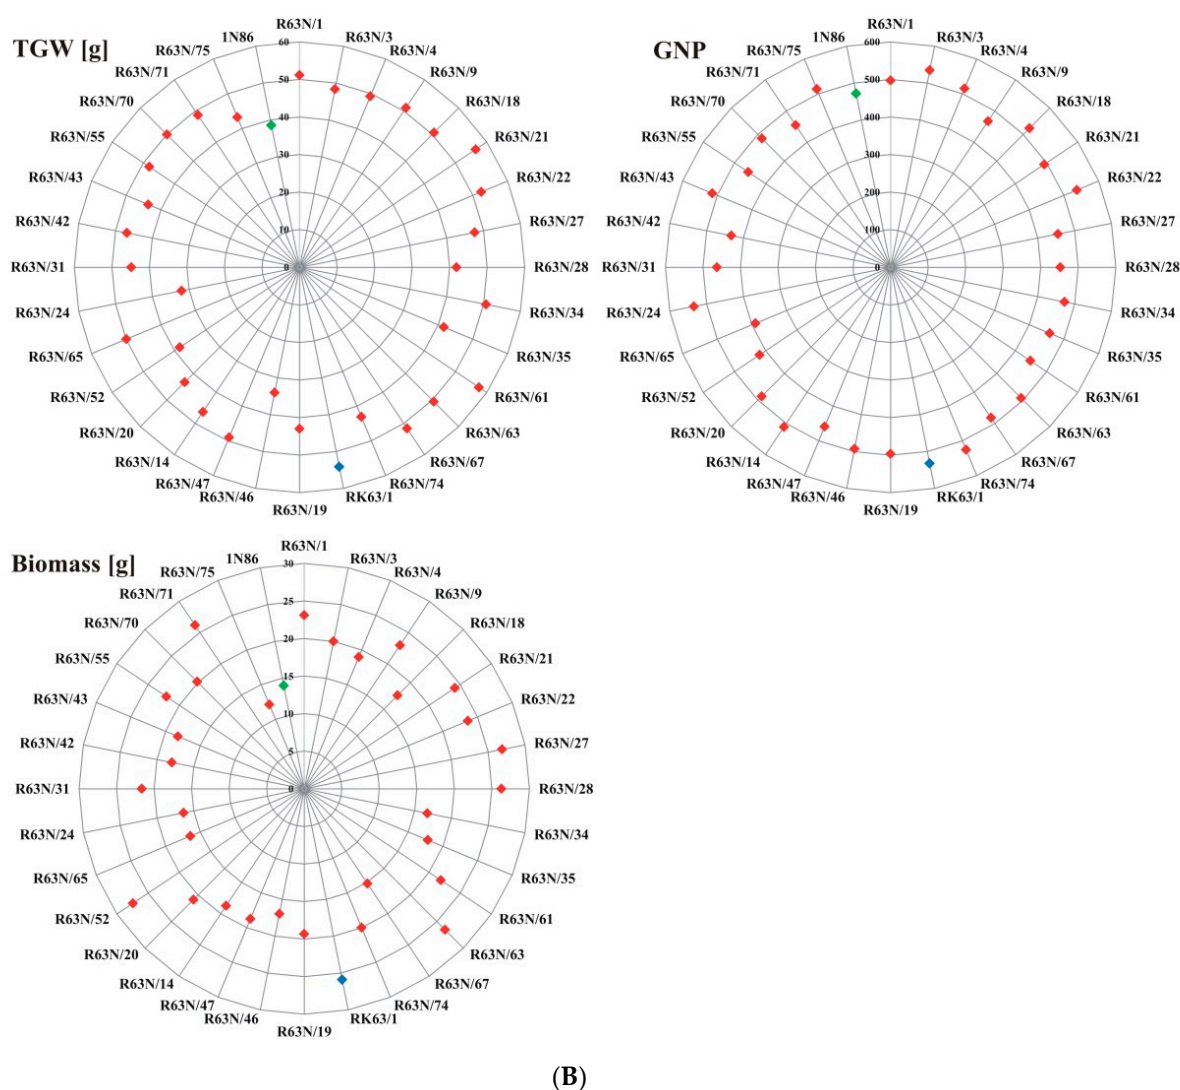 TGW [g]
R63N/1
R63N/3
R63N/4
R63N/9
R63N/18
R63N/21
R63N/22
R63N/27
R63N/28
R63N/34
R63N/35
R63N/61
R63N/63
R63N/67
R63N/74
RK63/1
R63N/19
R63N/46
R63N/47
R63N/14
R63N/20
R63N/52
R63N/65
R63N/24
R63N/31
R63N/42
R63N/43
R63N/55
R63N/70
R63N/71
R63N/75
1N86
60
50
40
30
20
10
0
GNP
R63N/1
R63N/3
R63N/4
R63N/9
R63N/18
R63N/21
R63N/22
R63N/27
R63N/28
R63N/34
R63N/35
R63N/61
R63N/63
R63N/67
R63N/74
RK63/1
R63N/19
R63N/46
R63N/47
R63N/14
R63N/20
R63N/52
R63N/65
R63N/24
R63N/31
R63N/42
R63N/43
R63N/55
R63N/70
R63N/71
R63N/75
1N86
600
500
400
300
200
100
0
Biomass [g]
R63N/1
R63N/3
R63N/4
R63N/9
R63N/18
R63N/21
R63N/22
R63N/27
R63N/28
R63N/34
R63N/35
R63N/61
R63N/63
R63N/67
R63N/74
RK63/1
R63N/19
R63N/46
R63N/47
R63N/14
R63N/20
R63N/52
R63N/65
R63N/24
R63N/31
R63N/42
R63N/43
R63N/55
R63N/70
R63N/71
R63N/75
1N86
30
25
20
15
10
5
0
(B)